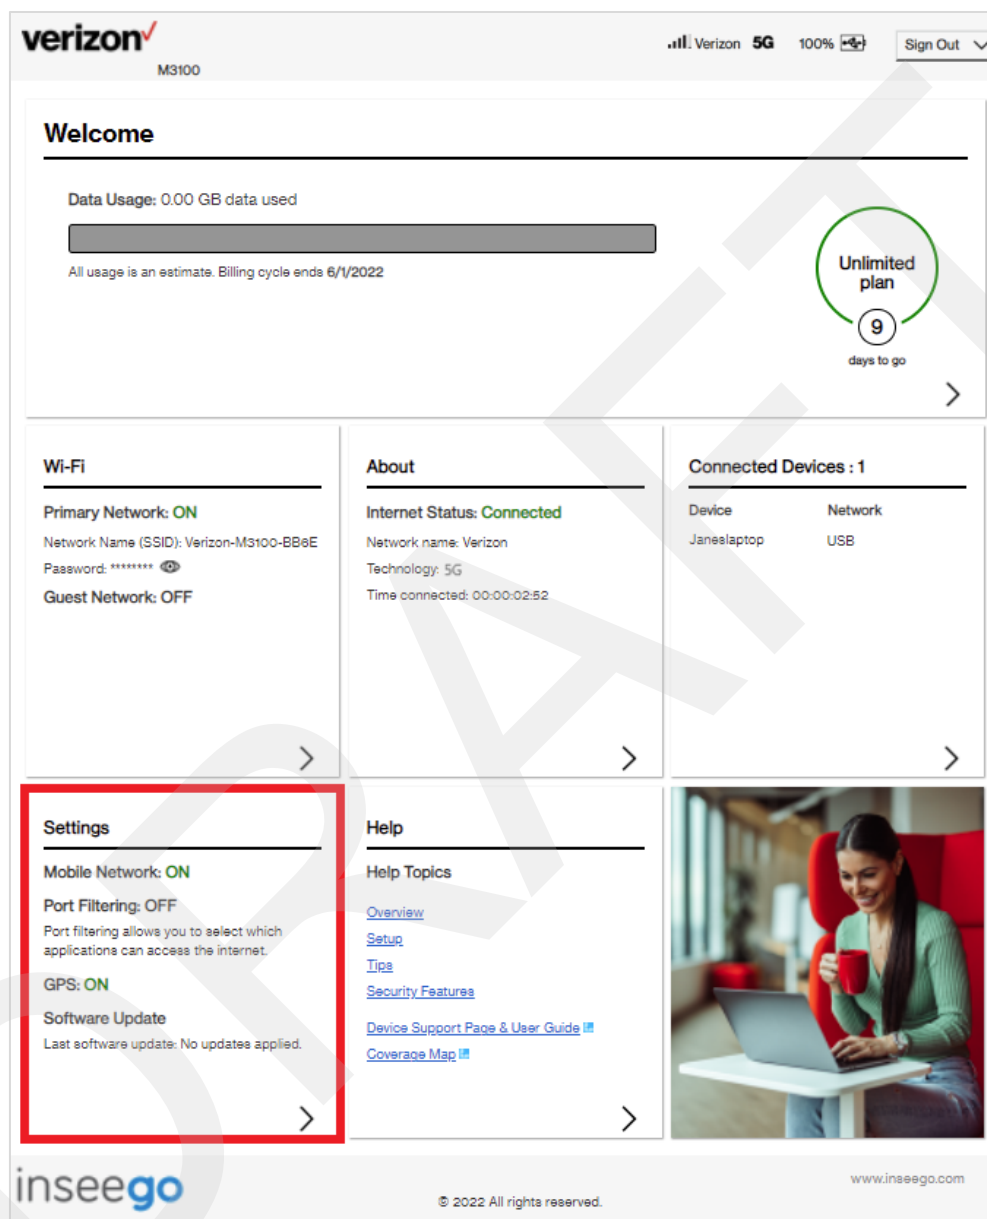 verizon
M3100
Verizon 5G 100% Sign Out
Welcome
Data Usage: 0.00 GB data used
All usage is an estimate. Billing cycle ends 6/1/2022
Unlimited
plan
9
days to go
Wi-Fi
Primary Network: ON
Network Name (SSID): Verizon-M3100-BB6E
Password: ********
Guest Network: OFF
About
Internet Status: Connected
Network name: Verizon
Technology: 5G
Time connected: 00:00:02:52
Connected Devices : 1
Device Network
Janeslaptop USB
Settings
Mobile Network: ON
Port Filtering: OFF
Port filtering allows you to select which
applications can access the internet.
GPS: ON
Software Update
Last software update: No updates applied.
Help
Help Topics
Overview
Setup
Tips
Security Features
Device Support Page & User Guide
Coverage Map
inseego
© 2022 All rights reserved.
www.inseego.com
DRAFT